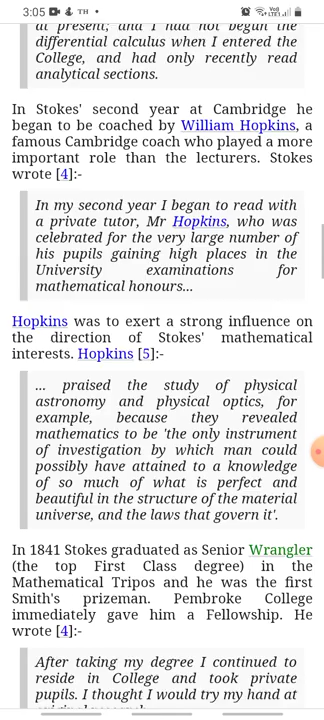 3:05 TH •
at present; and I had not begun the
differential calculus when I entered the
College, and had only recently read
analytical sections.
In Stokes' second year at Cambridge he
began to be coached by William Hopkins, a
famous Cambridge coach who played a more
important role than the lecturers. Stokes
wrote [4]:-
In my second year I began to read with
a private tutor, Mr Hopkins, who was
celebrated for the very large number of
his pupils gaining high places in the
University examinations for
mathematical honours...
Hopkins was to exert a strong influence on
the direction of Stokes' mathematical
interests. Hopkins [5]:-
... praised the study of physical
astronomy and physical optics, for
example, because they revealed
mathematics to be 'the only instrument
of investigation by which man could
possibly have attained to a knowledge
of so much of what is perfect and
beautiful in the structure of the material
universe, and the laws that govern it'.
In 1841 Stokes graduated as Senior Wrangler
(the top First Class degree) in the
Mathematical Tripos and he was the first
Smith's prizeman. Pembroke College
immediately gave him a Fellowship. He
wrote [4]:-
After taking my degree I continued to
reside in College and took private
pupils. I thought I would try my hand at